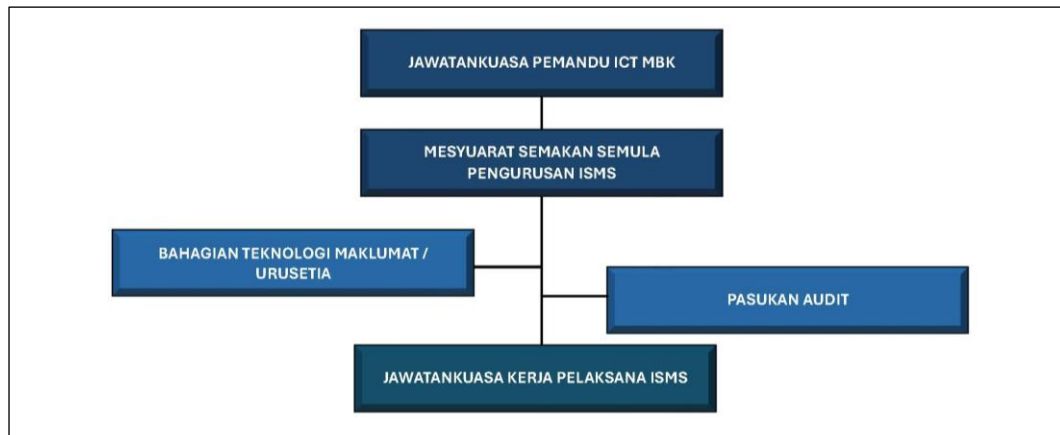 JAWATANKUASA PEMANDU ICT MBK
MESYUARAT SEMAKAN SEMULA
PENGURUSAN ISMS
BAHAGIAN TEKNOLOGI MAKLUMAT /
URUSETIA
PASUKAN AUDIT
JAWATANKUASA KERJA PELAKSANA ISMS